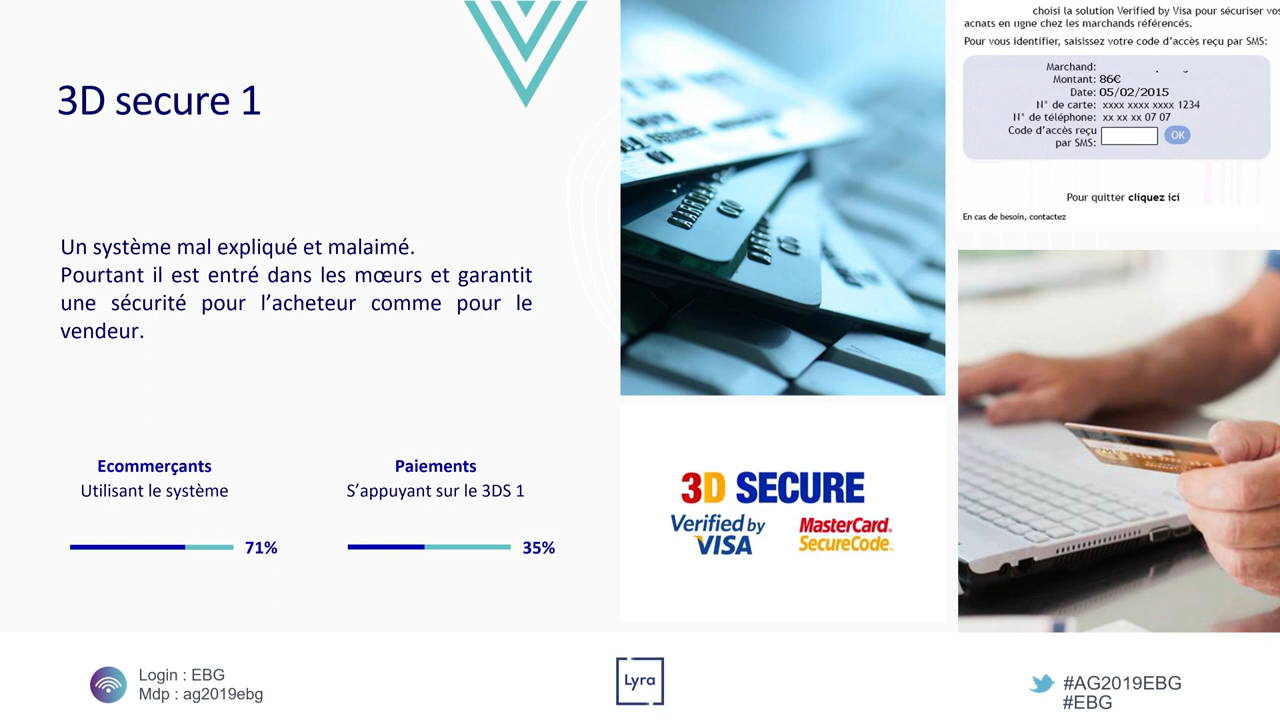 3D secure 1
Un système mal expliqué et malaimé.
Pourtant il est entré dans les mœurs et garantit
une sécurité pour l’acheteur comme pour le
vendeur.
Ecommerçants
Utilisant le système
71%
Paiements
S’appuyant sur le 3DS 1
35%
choisi la solution Verified by Visa pour sécuriser vos
achats en ligne chez les marchands référencés.
Pour vous identifier, saisissez votre code d’accès reçu par SMS:
Marchand:
Montant: 86€
Date: 05/02/2015
N° de carte: xxxx xxxx xxxx 1234
N° de téléphone: xx xx xx 07 07
Code d’accès reçu
par SMS:
OK
Pour quitter cliquez ici
En cas de besoin, contactez
3D SECURE
Verified by
VISA
MasterCard.
SecureCode™
Login : EBG
Mdp : ag2019ebg
Lyra
#AG2019EBG
#EBG